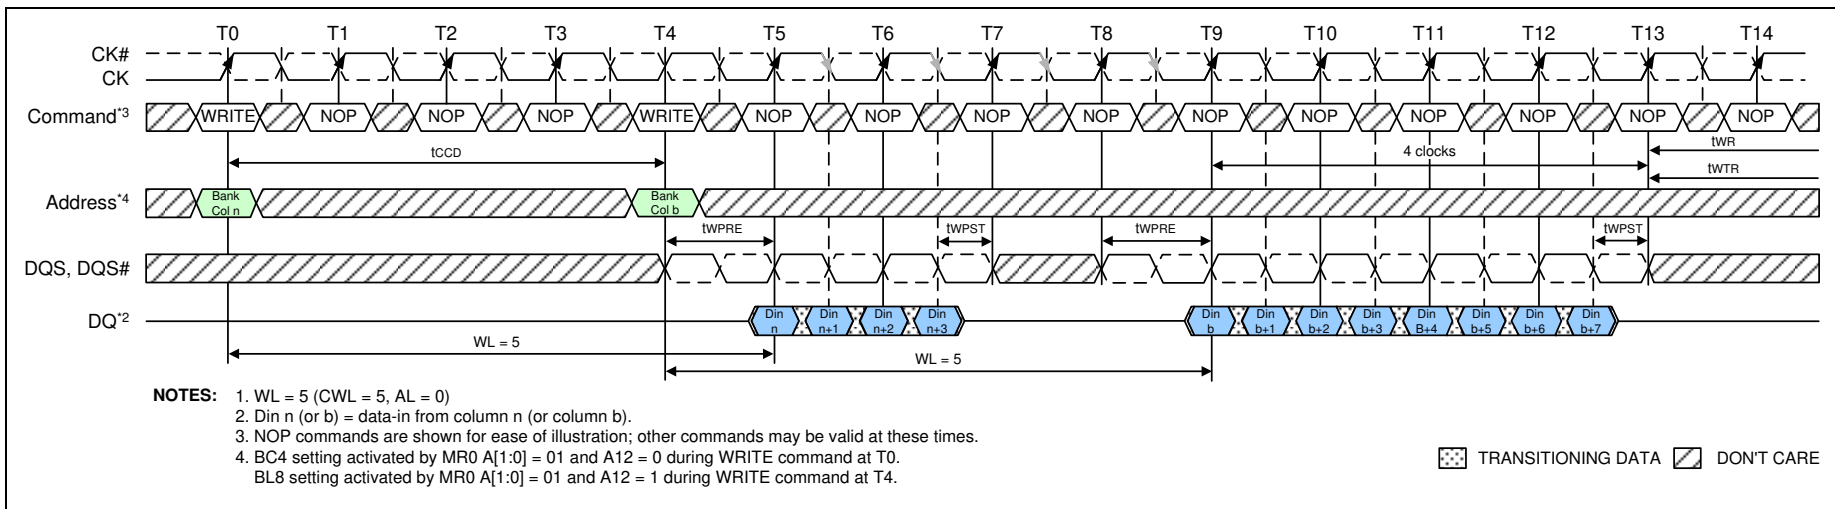 T0 T1 T2 T3 T4 T5 T6 T7 T8 T9 T10 T11 T12 T13 T14
CK#
CK
Command*3 WRITE NOP NOP NOP WRITE NOP NOP NOP NOP NOP NOP NOP NOP NOP NOP
tCCD 4 clocks tWR
tWTR
Address*4 Bank Col n Bank Col b
tWPRE tWPST tWPRE tWPST
DQS, DQS#
DQ*2 Din n Din n+1 Din n+2 Din n+3 Din b Din b+1 Din b+2 Din b+3 Din B+4 Din b+5 Din b+6 Din b+7
WL = 5
WL = 5
NOTES: 1. WL = 5 (CWL = 5, AL = 0)
2. Din n (or b) = data-in from column n (or column b).
3. NOP commands are shown for ease of illustration; other commands may be valid at these times.
4. BC4 setting activated by MR0 A[1:0] = 01 and A12 = 0 during WRITE command at T0.
BL8 setting activated by MR0 A[1:0] = 01 and A12 = 1 during WRITE command at T4.
TRANSITIONING DATA DON'T CARE